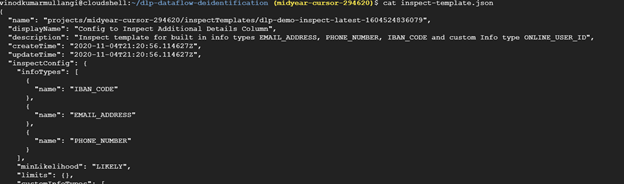 vinodkumarmullangi@cloudshell:~/dlp-dataflow-deidentification (midyear-cursor-294620)$ cat inspect-template.json
{
"name": "projects/midyear-cursor-294620/inspectTemplates/dlp-demo-inspect-latest-1604524836079",
"displayName": "Config to Inspect Additional Details Column",
"description": "Inspect template for built in info types EMAIL_ADDRESS, PHONE_NUMBER, IBAN_CODE and custom Info type ONLINE_USER_ID",
"createTime": "2020-11-04T21:20:56.114627Z",
"updateTime": "2020-11-04T21:20:56.114627Z",
"inspectConfig": {
"infoTypes": [
{
"name": "IBAN_CODE"
},
{
"name": "EMAIL_ADDRESS"
},
{
"name": "PHONE_NUMBER"
}
],
"minLikelihood": "LIKELY",
"limits": {},
"customInfoTypes": [